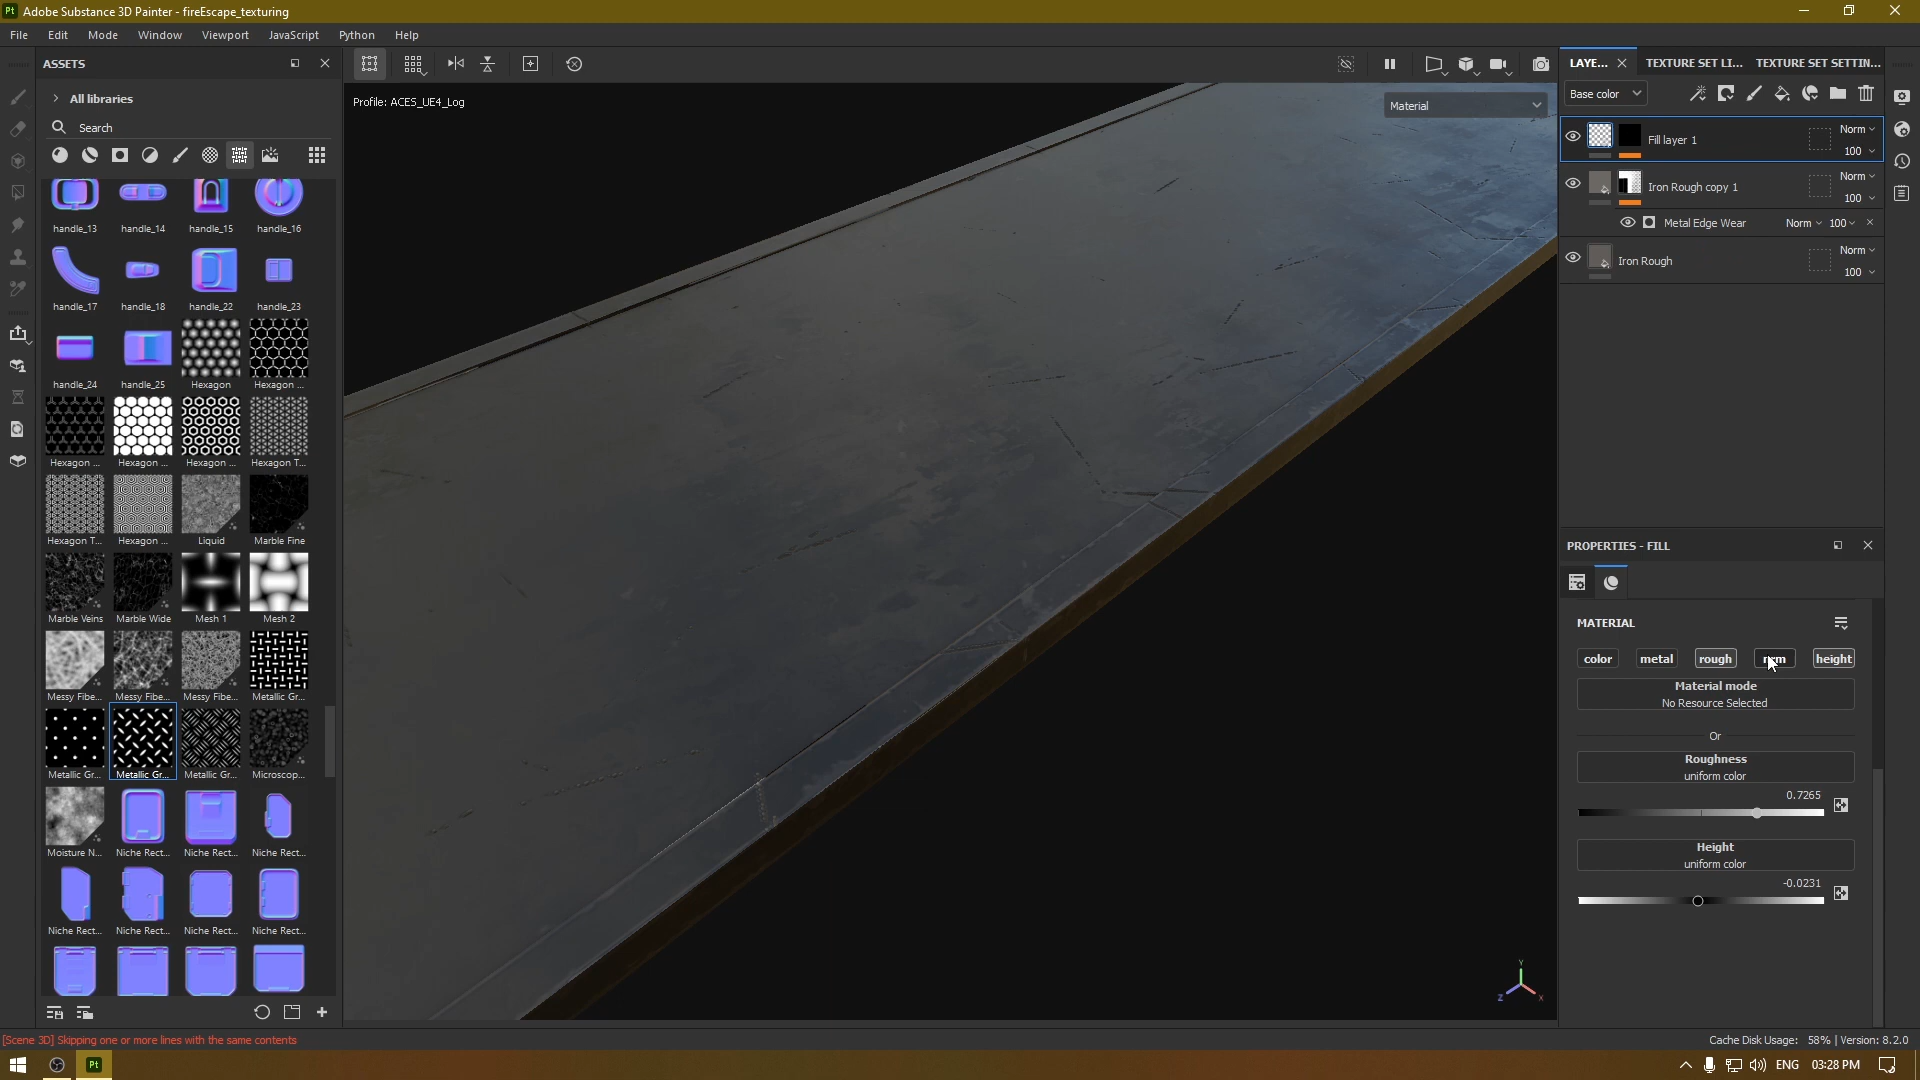 Pt Adobe Substance 3D Painter - fireEscape_texturing
File Edit Mode Window Viewport JavaScript Python Help
ASSETS
All libraries
Search
handle_13 handle_14 handle_15 handle_16
handle_17 handle_18 handle_22 handle_23
handle_24 handle_25 Hexagon Hexagon ...
Hexagon ... Hexagon ... Hexagon ... Hexagon T...
Hexagon T... Hexagon ... Liquid Marble Fine
Marble Veins Marble Wide Mesh 1 Mesh 2
Messy Fibe... Messy Fibe... Messy Fibe... Metallic Gr...
Metallic Gr... Metallic Gr... Metallic Gr... Microscop...
Moisture N... Niche Rect... Niche Rect... Niche Rect...
Niche Rect... Niche Rect... Niche Rect... Niche Rect...
Profile: ACES_UE4_Log
Material
Y
Z X
LAYE... TEXTURE SET LI... TEXTURE SET SETTIN...
Base color
Fill layer 1 Norm 100
Iron Rough copy 1 Norm 100
Metal Edge Wear Norm 100
Iron Rough Norm 100
PROPERTIES - FILL
MATERIAL
color metal rough height
Material mode
No Resource Selected
Or
Roughness
uniform color
0.7265
Height
uniform color
-0.0231
[Scene 3D] Skipping one or more lines with the same contents
Cache Disk Usage: 58% | Version: 8.2.0
Pt
ENG 03:28 PM